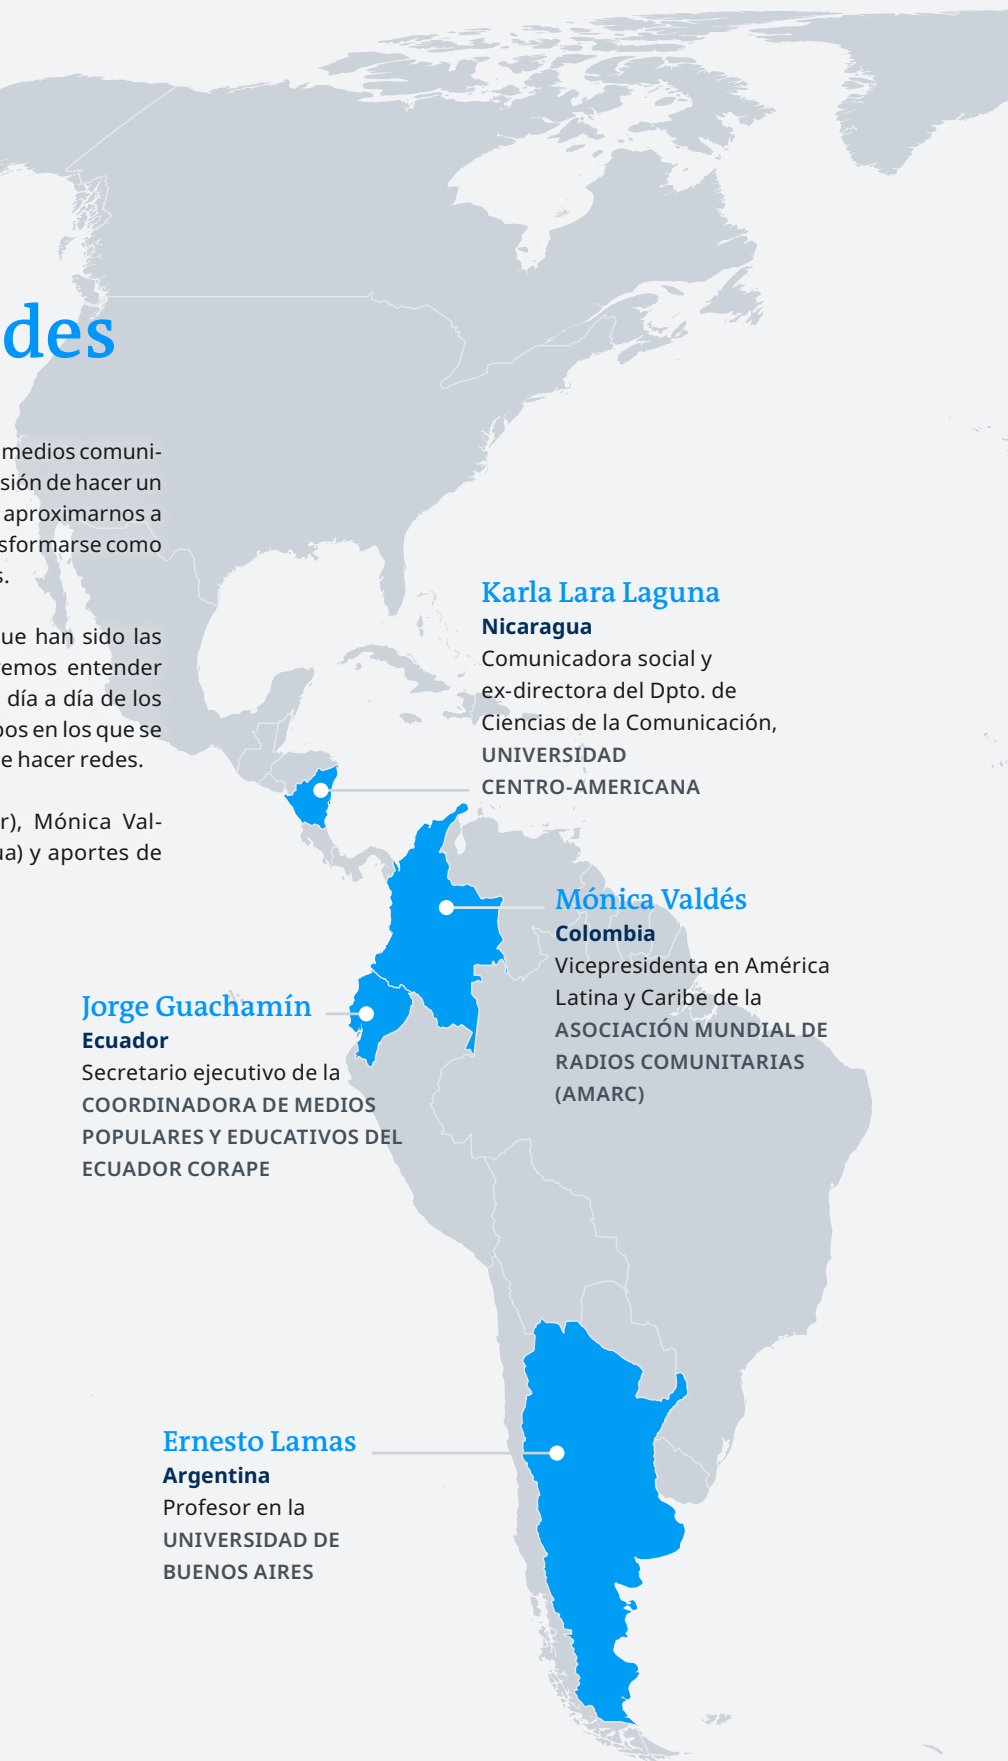 des
medios comuni-
sión de hacer un
aproximarnos a
sformarse como
s.
ue han sido las
remos entender
día a día de los
pos en los que se
e hacer redes.
r), Mónica Val-
ua) y aportes de
Karla Lara Laguna
Nicaragua
Comunicadora social y
ex-directora del Dpto. de
Ciencias de la Comunicación,
UNIVERSIDAD
CENTRO-AMERICANA
Mónica Valdés
Colombia
Vicepresidenta en América
Latina y Caribe de la
ASOCIACIÓN MUNDIAL DE
RADIOS COMUNITARIAS
(AMARC)
Jorge Guachamín
Ecuador
Secretario ejecutivo de la
COORDINADORA DE MEDIOS
POPULARES Y EDUCATIVOS DEL
ECUADOR CORAPE
Ernesto Lamas
Argentina
Profesor en la
UNIVERSIDAD DE
BUENOS AIRES